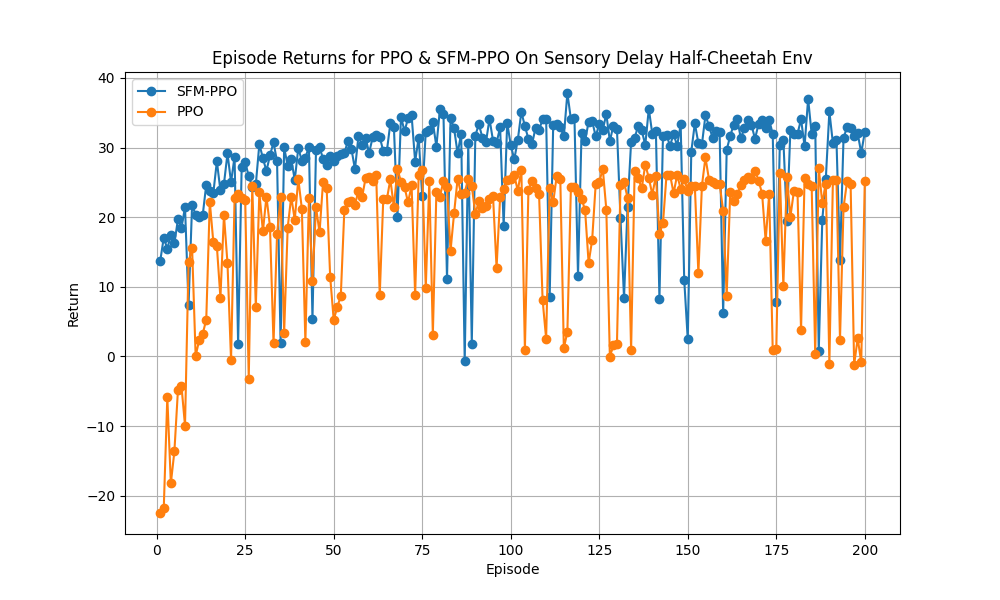 Episode Returns for PPO & SFM-PPO On Sensory Delay Half-Cheetah Env
SFM-PPO
PPO
40
30
20
10
0
−10
−20
Return
0 25 50 75 100 125 150 175 200
Episode